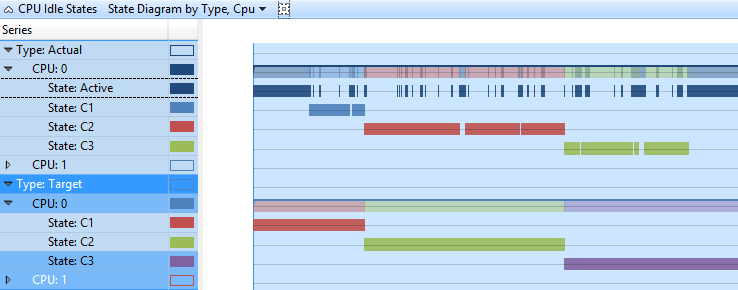 CPU Idle States State Diagram by Type, Cpu
Series
Type: Actual
CPU: 0
State: Active
State: C1
State: C2
State: C3
CPU: 1
Type: Target
CPU: 0
State: C1
State: C2
State: C3
CPU: 1